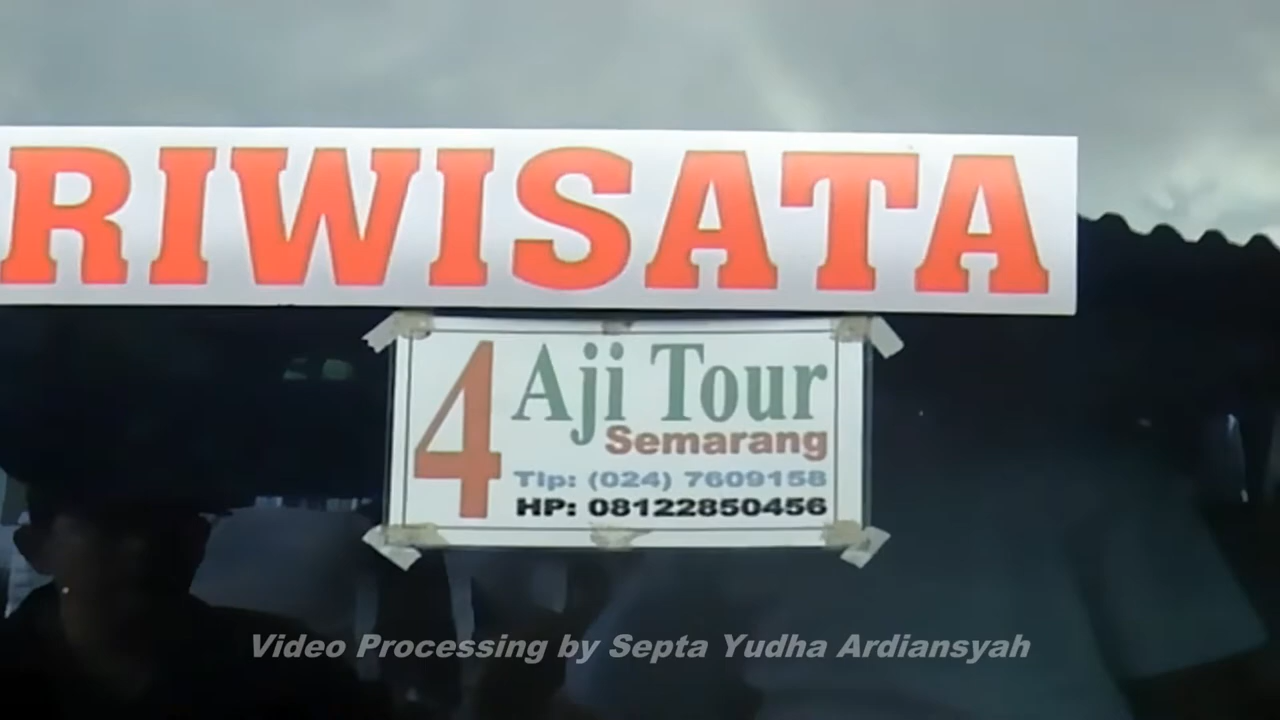 RIWISATA
4 Aji Tour
Semarang
Tlp: (024) 7609158
HP: 08122850456
Video Processing by Septa Yudha Ardiansyah